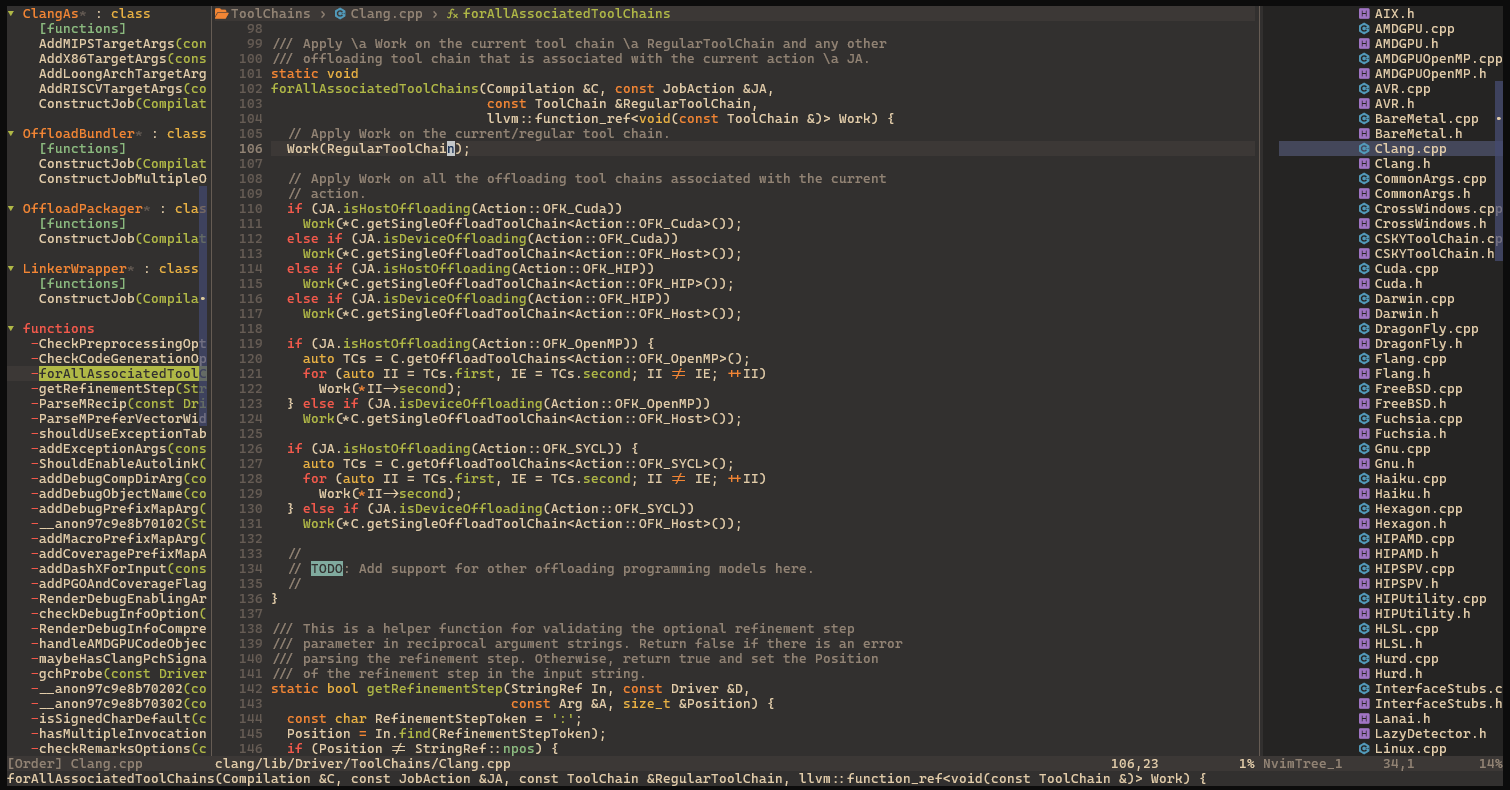 ▾ ClangAs* : class
[functions]
AddMIPSTargetArgs(con
AddX86TargetArgs(cons
AddLoongArchTargetArg
AddRISCVTargetArgs(co
ConstructJob(Compilat
▾ OffloadBundler* : class
[functions]
ConstructJob(Compilat
ConstructJobMultipleO
▾ OffloadPackager* : clas
[functions]
ConstructJob(Compilat
▾ LinkerWrapper* : class
[functions]
ConstructJob(Compila
▾ functions
-CheckPreprocessingOpt
-CheckCodeGenerationOp
-forAllAssociatedToolC
-getRefinementStep(Str
-ParseMRecip(const Dri
-ParseMPreferVectorWid
-shouldUseExceptionTab
-addExceptionArgs(cons
-ShouldEnableAutolink(
-addDebugCompDirArg(co
-addDebugObjectName(co
-addDebugPrefixMapArg(
-__anon97c9e8b70102(St
-addMacroPrefixMapArg(
-addCoveragePrefixMapA
-addDashXForInput(cons
-addPGOAndCoverageFlag
-RenderDebugEnablingAr
-checkDebugInfoOption(
-RenderDebugInfoCompre
-handleAMDGPUCodeObjec
-maybeHasClangPchSigna
-gchProbe(const Driver
-__anon97c9e8b70202(co
-__anon97c9e8b70302(co
-isSignedCharDefault(c
-hasMultipleInvocation
-checkRemarksOptions(c
[Order] Clang.cpp
ToolChains › Clang.cpp › ƒx forAllAssociatedToolChains
98
99 /// Apply \a Work on the current tool chain \a RegularToolChain and any other
100 /// offloading tool chain that is associated with the current action \a JA.
101 static void
102 forAllAssociatedToolChains(Compilation &C, const JobAction &JA,
103 const ToolChain &RegularToolChain,
104 llvm::function_ref<void(const ToolChain &)> Work) {
105 // Apply Work on the current/regular tool chain.
106 Work(RegularToolChain);
107
108 // Apply Work on all the offloading tool chains associated with the current
109 // action.
110 if (JA.isHostOffloading(Action::OFK_Cuda))
111 Work(*C.getSingleOffloadToolChain<Action::OFK_Cuda>());
112 else if (JA.isDeviceOffloading(Action::OFK_Cuda))
113 Work(*C.getSingleOffloadToolChain<Action::OFK_Host>());
114 else if (JA.isHostOffloading(Action::OFK_HIP))
115 Work(*C.getSingleOffloadToolChain<Action::OFK_HIP>());
116 else if (JA.isDeviceOffloading(Action::OFK_HIP))
117 Work(*C.getSingleOffloadToolChain<Action::OFK_Host>());
118
119 if (JA.isHostOffloading(Action::OFK_OpenMP)) {
120 auto TCs = C.getOffloadToolChains<Action::OFK_OpenMP>();
121 for (auto II = TCs.first, IE = TCs.second; II != IE; ++II)
122 Work(*II->second);
123 } else if (JA.isDeviceOffloading(Action::OFK_OpenMP))
124 Work(*C.getSingleOffloadToolChain<Action::OFK_Host>());
125
126 if (JA.isHostOffloading(Action::OFK_SYCL)) {
127 auto TCs = C.getOffloadToolChains<Action::OFK_SYCL>();
128 for (auto II = TCs.first, IE = TCs.second; II != IE; ++II)
129 Work(*II->second);
130 } else if (JA.isDeviceOffloading(Action::OFK_SYCL))
131 Work(*C.getSingleOffloadToolChain<Action::OFK_Host>());
132
133 //
134 // TODO: Add support for other offloading programming models here.
135 //
136 }
137
138 /// This is a helper function for validating the optional refinement step
139 /// parameter in reciprocal argument strings. Return false if there is an error
140 /// parsing the refinement step. Otherwise, return true and set the Position
141 /// of the refinement step in the input string.
142 static bool getRefinementStep(StringRef In, const Driver &D,
143 const Arg &A, size_t &Position) {
144 const char RefinementStepToken = ':';
145 Position = In.find(RefinementStepToken);
146 if (Position != StringRef::npos) {
clang/lib/Driver/ToolChains/Clang.cpp 106,23 1%
AIX.h
AMDGPU.cpp
AMDGPU.h
AMDGPUOpenMP.cpp
AMDGPUOpenMP.h
AVR.cpp
AVR.h
BareMetal.cpp
BareMetal.h
Clang.cpp
Clang.h
CommonArgs.cpp
CommonArgs.h
CrossWindows.cpp
CrossWindows.h
CSKYToolChain.cp
CSKYToolChain.h
Cuda.cpp
Cuda.h
Darwin.cpp
Darwin.h
DragonFly.cpp
DragonFly.h
Flang.cpp
Flang.h
FreeBSD.cpp
FreeBSD.h
Fuchsia.cpp
Fuchsia.h
Gnu.cpp
Gnu.h
Haiku.cpp
Haiku.h
Hexagon.cpp
Hexagon.h
HIPAMD.cpp
HIPAMD.h
HIPSPV.cpp
HIPSPV.h
HIPUtility.cpp
HIPUtility.h
HLSL.cpp
HLSL.h
Hurd.cpp
Hurd.h
InterfaceStubs.c
InterfaceStubs.h
Lanai.h
LazyDetector.h
Linux.cpp
NvimTree_1 34,1 14%
forAllAssociatedToolChains(Compilation &C, const JobAction &JA, const ToolChain &RegularToolChain, llvm::function_ref<void(const ToolChain &)> Work) {